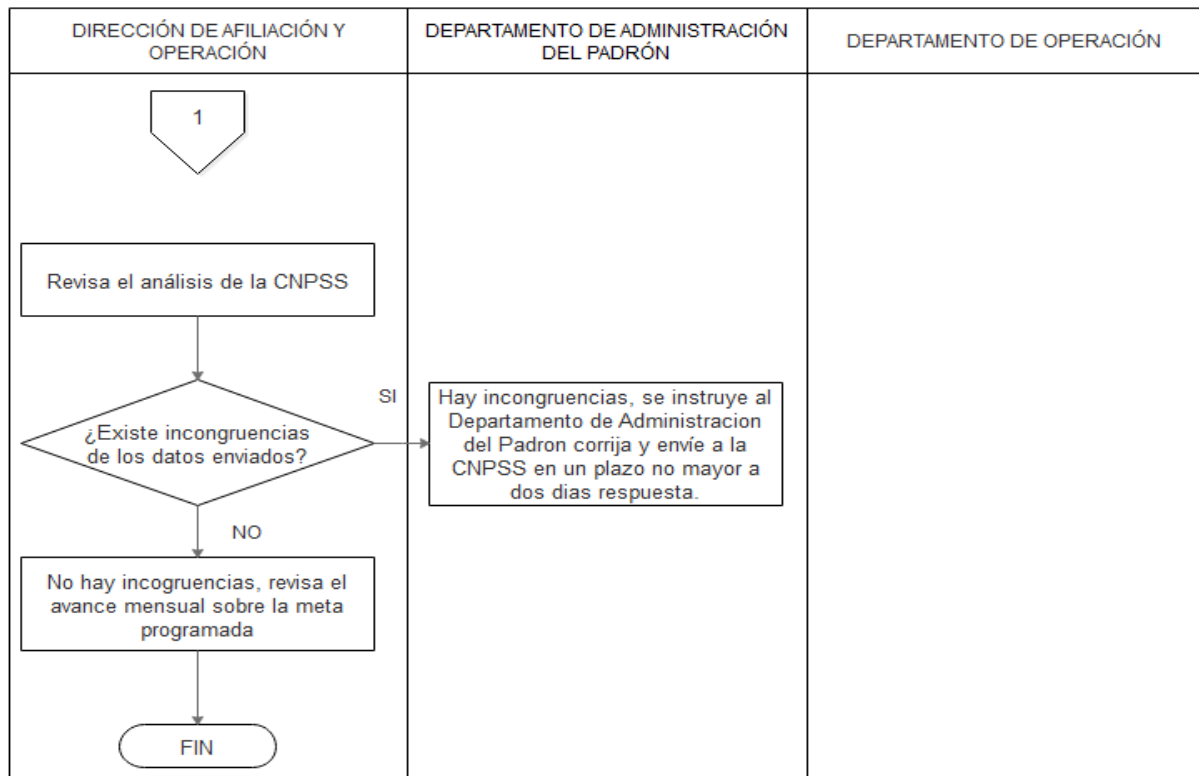 DIRECCIÓN DE AFILIACIÓN Y
OPERACIÓN
DEPARTAMENTO DE ADMINISTRACIÓN
DEL PADRÓN
DEPARTAMENTO DE OPERACIÓN
1
Revisa el análisis de la CNPSS
¿Existe incongruencias
de los datos enviados?
SI
Hay incongruencias, se instruye al
Departamento de Administracion
del Padron corrija y envíe a la
CNPSS en un plazo no mayor a
dos dias respuesta.
NO
No hay incogruencias, revisa el
avance mensual sobre la meta
programada
FIN